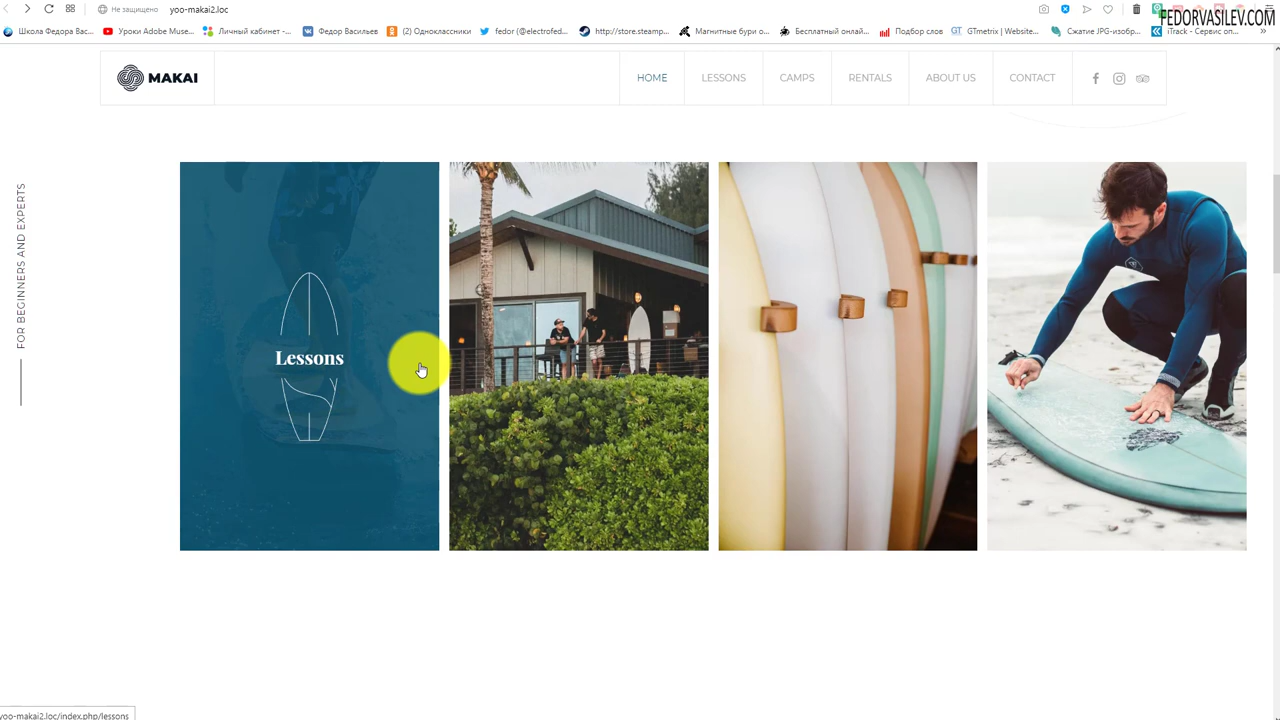 Не защищено yoo-makai2.loc
FEDORVASILEV.COM
Школа Федора Вас... Уроки Adobe Muse... Личный кабинет -... Федор Васильев (2) Одноклассники fedor (@electrofed... http://store.steamp... Магнитные бури о... Бесплатный онлай... Подбор слов GT GTmetrix | Website... Сжатие JPG-изобр... iTrack - Сервис оп... »
MAKAI HOME LESSONS CAMPS RENTALS ABOUT US CONTACT
FOR BEGINNERS AND EXPERTS
Lessons
yoo-makai2.loc/index.php/lessons